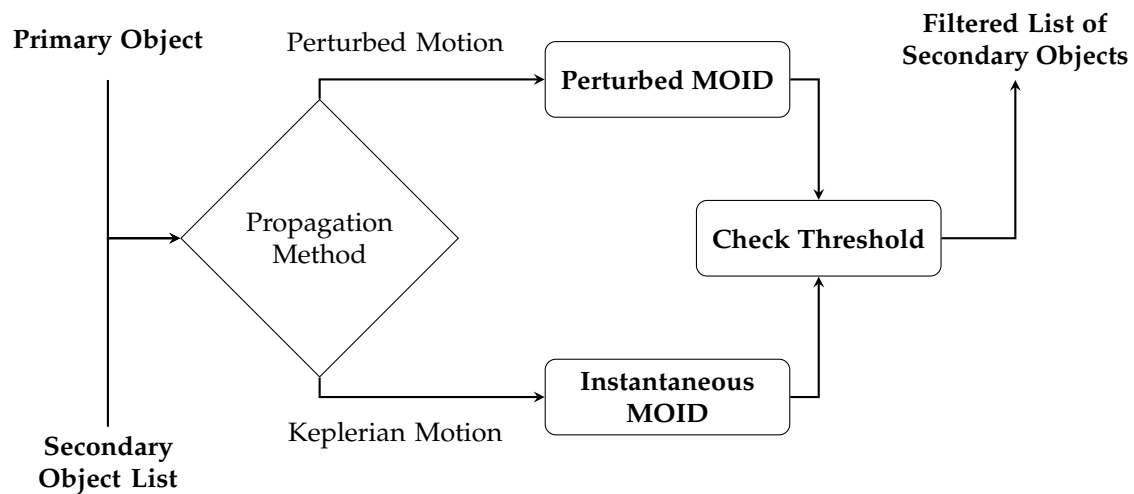 Primary Object
Perturbed Motion
Perturbed MOID
Filtered List of
Secondary Objects
Propagation
Method
Check Threshold
Instantaneous
MOID
Keplerian Motion
Secondary
Object List